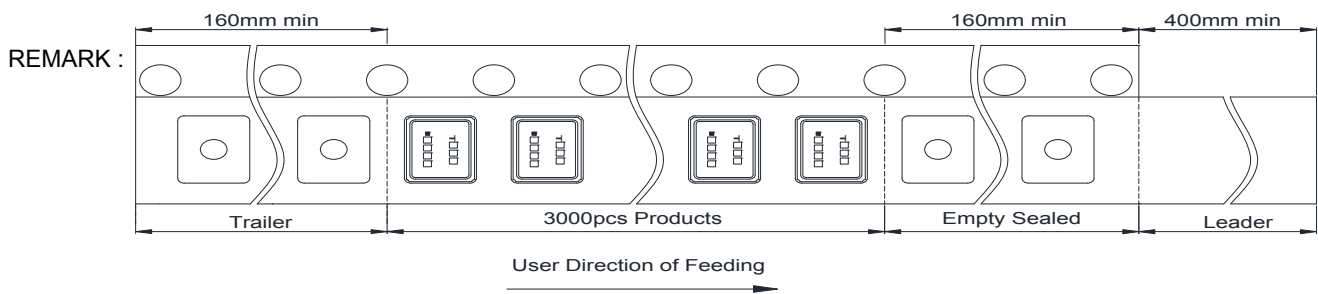 160mm min 160mm min 400mm min
REMARK :
Trailer 3000pcs Products Empty Sealed Leader
User Direction of Feeding